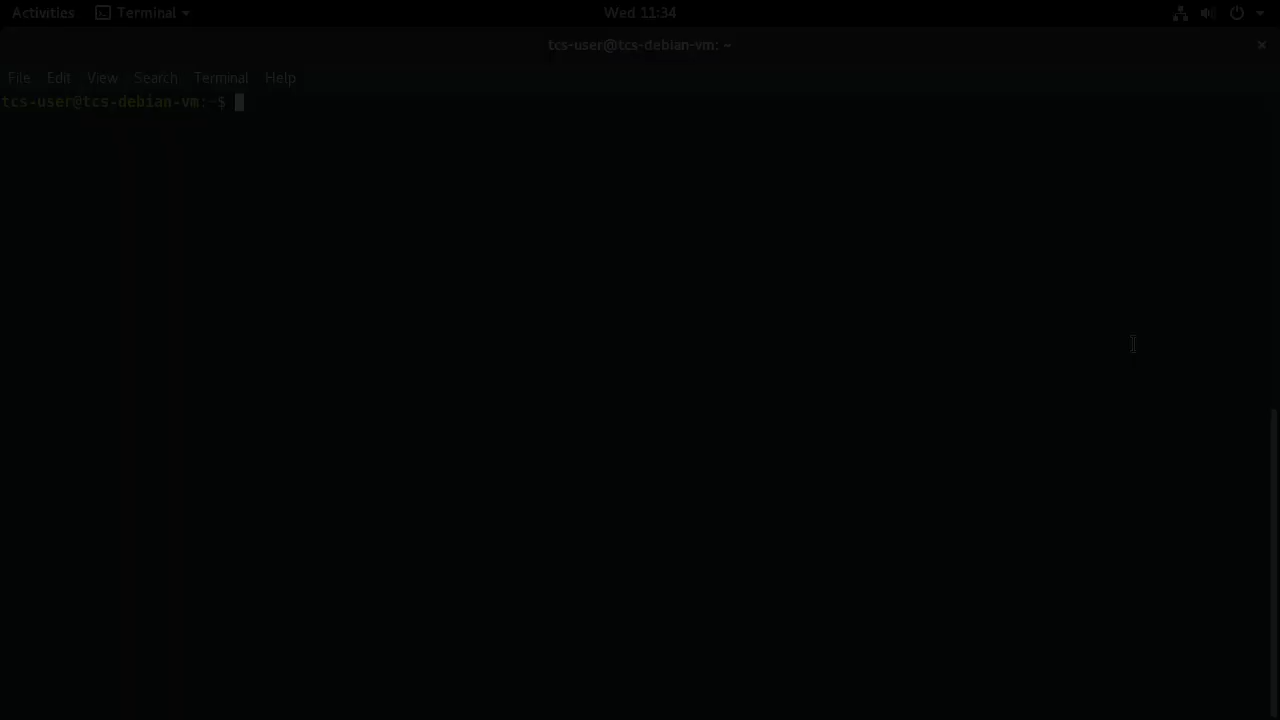 Activities Terminal Wed 11:34
tcs-user@tcs-debian-vm: ~
File Edit View Search Terminal Help
tcs-user@tcs-debian-vm:~$